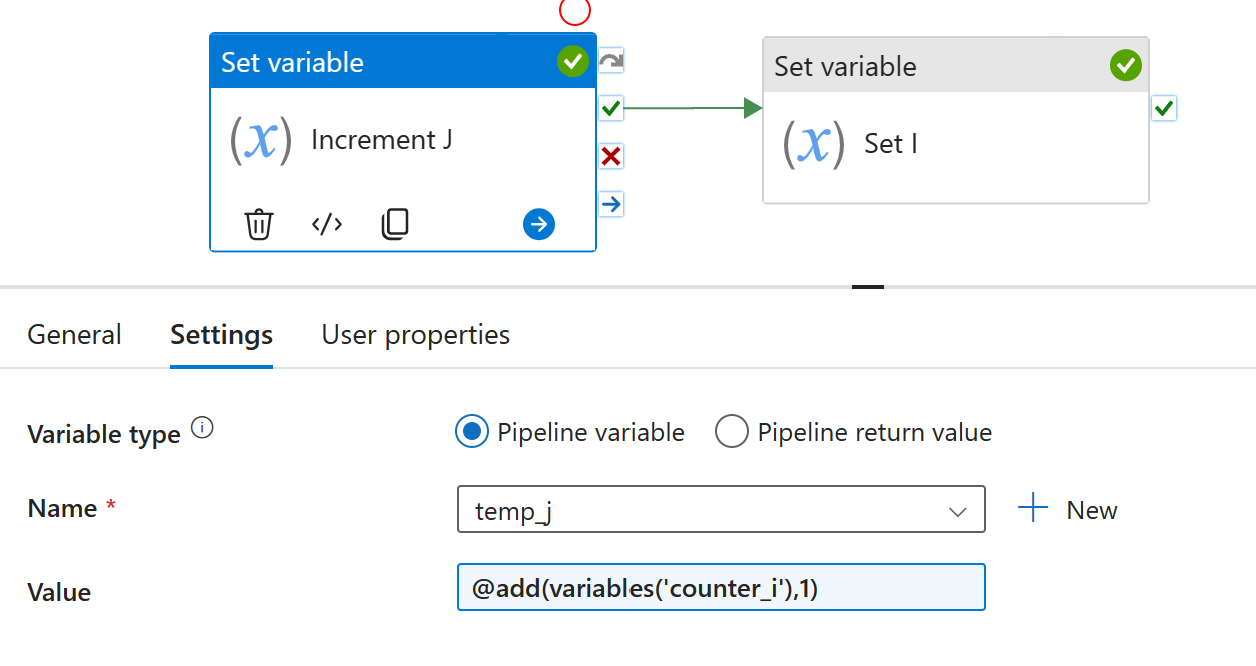 Set variable
(x) Increment J
</>
Set variable
(x) Set I
General Settings User properties
Variable type Pipeline variable Pipeline return value
Name * temp_j New
Value @add(variables('counter_i'),1)